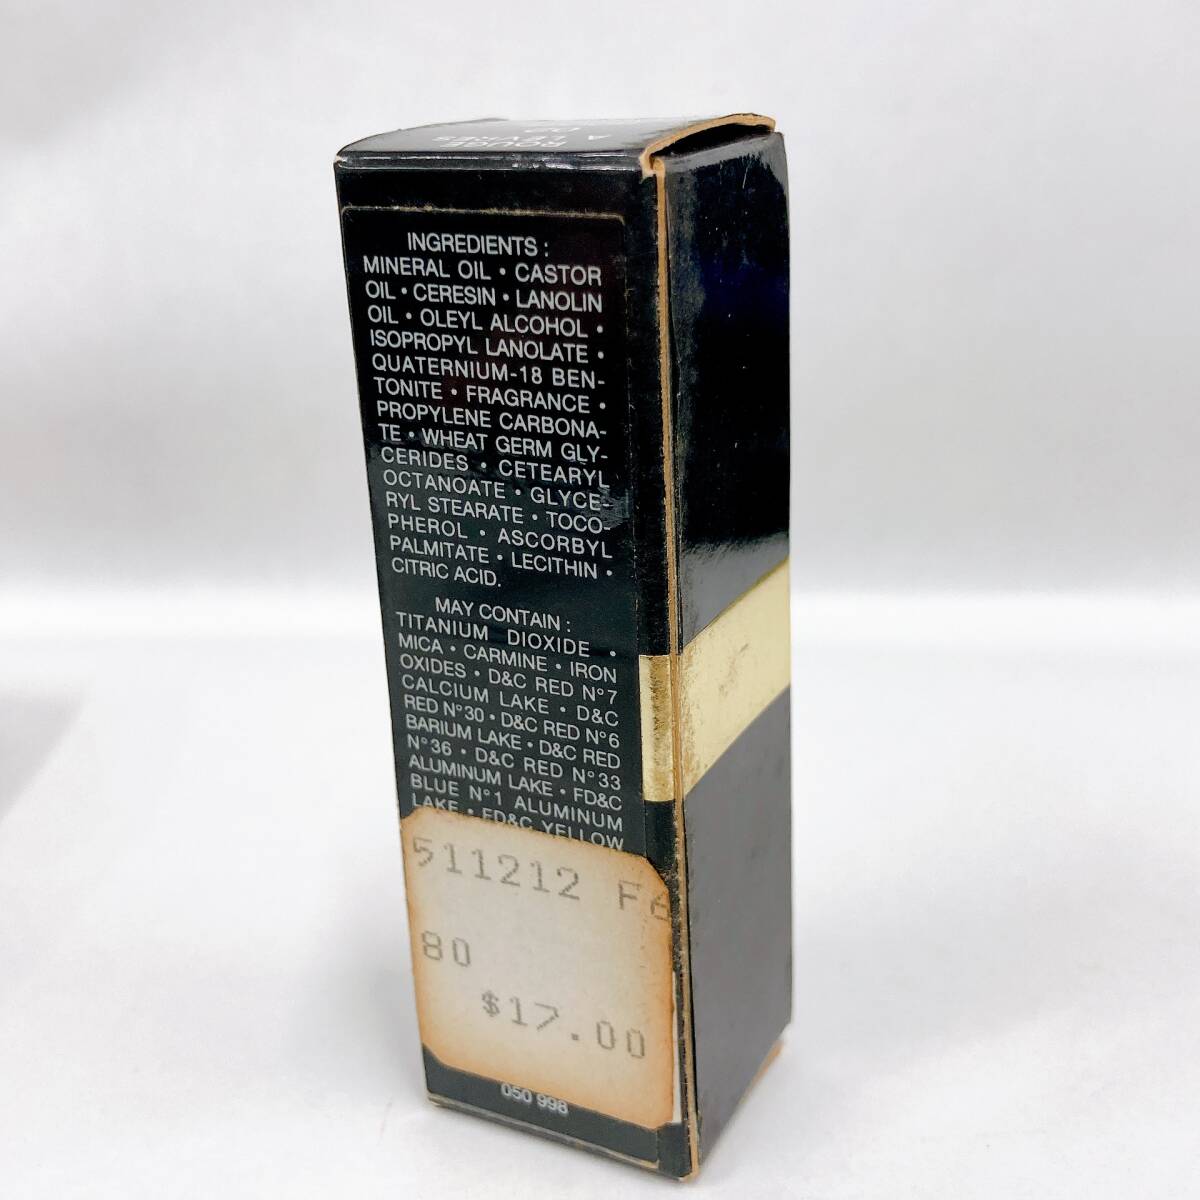 ROUGE
A LEVRES
INGREDIENTS :
MINERAL OIL • CASTOR
OIL • CERESIN • LANOLIN
OIL • OLEYL ALCOHOL •
ISOPROPYL LANOLATE •
QUATERNIUM-18 BEN-
TONITE • FRAGRANCE •
PROPYLENE CARBONA-
TE • WHEAT GERM GLY-
CERIDES • CETEARYL
OCTANOATE • GLYCE-
RYL STEARATE • TOCO-
PHEROL • ASCORBYL
PALMITATE • LECITHIN •
CITRIC ACID.
MAY CONTAIN :
TITANIUM DIOXIDE •
MICA • CARMINE • IRON
OXIDES • D&C RED N°7
CALCIUM LAKE • D&C
RED N°30 • D&C RED N°6
BARIUM LAKE • D&C RED
N°36 • D&C RED N°33
ALUMINUM LAKE • FD&C
BLUE N°1 ALUMINUM
LAKE • FD&C YELLOW
511212 F6
80
$17.00
050 998